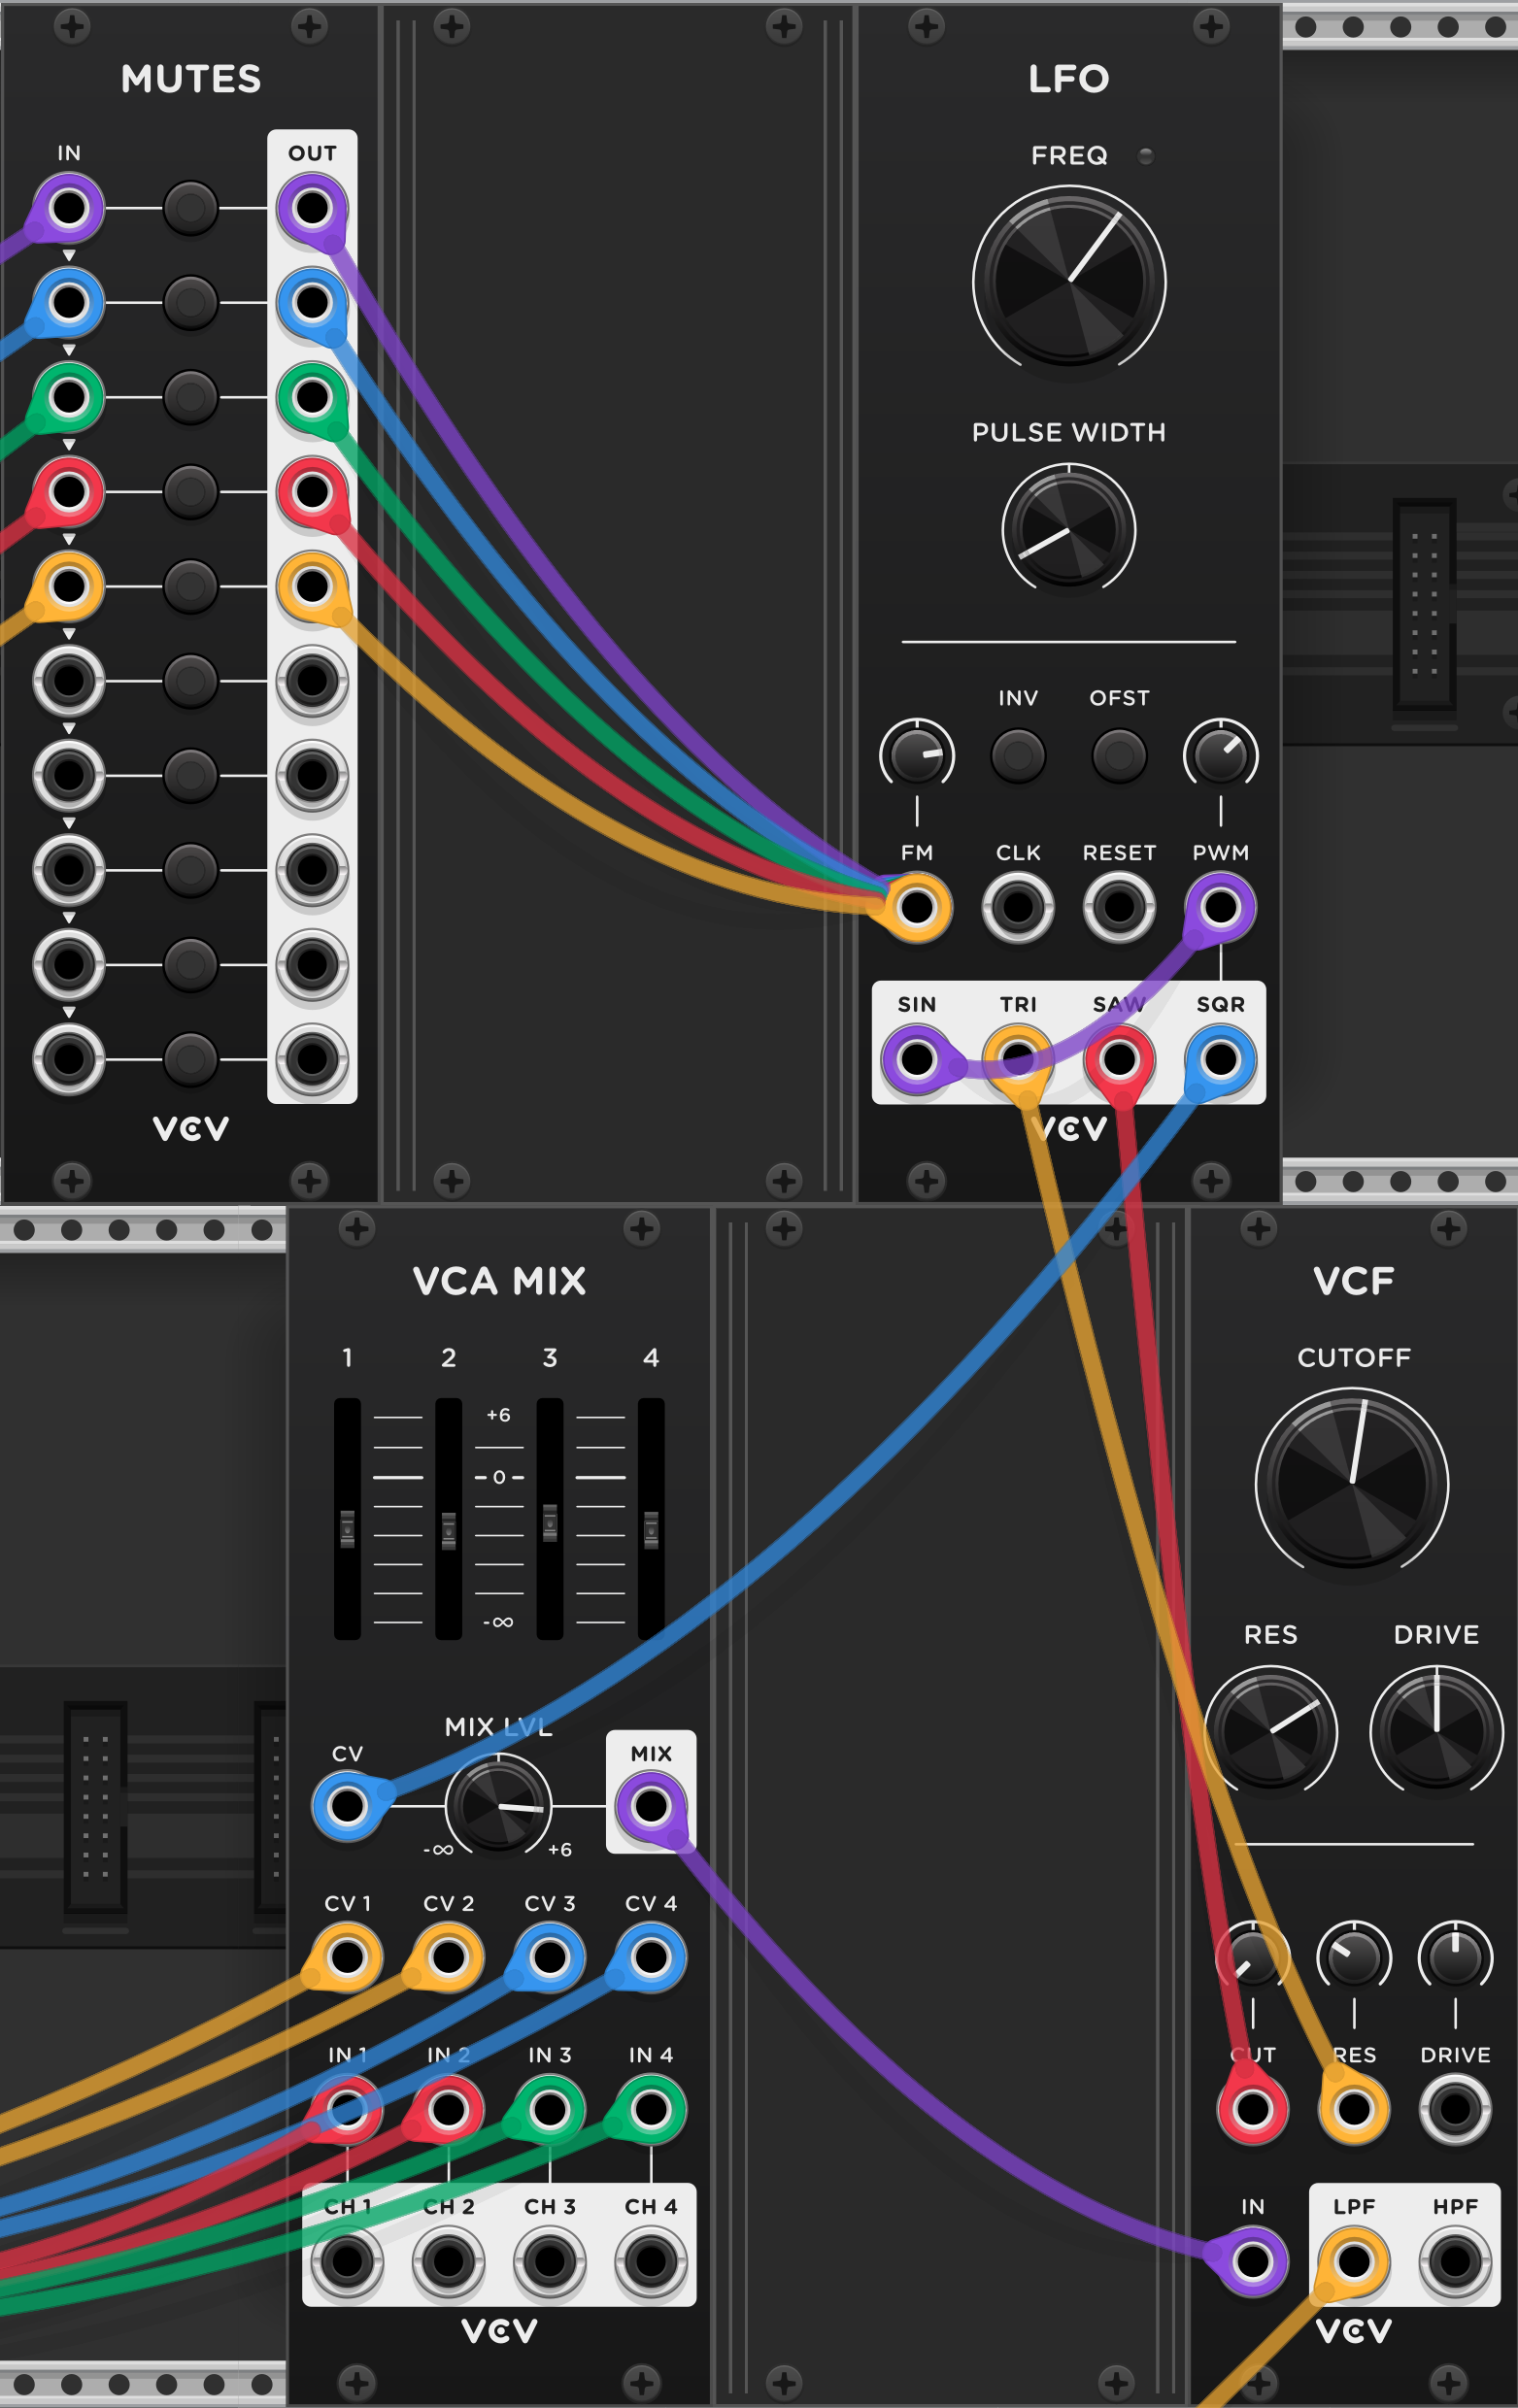 MUTES
IN
OUT
VCV
LFO
FREQ
PULSE WIDTH
INV OFST
FM CLK RESET PWM
SIN TRI SAW SQR
VCV
VCA MIX
1 2 3 4
+6
0
-∞
MIX LVL
CV
MIX
-∞ +6
CV 1 CV 2 CV 3 CV 4
IN 1 IN 2 IN 3 IN 4
CH 1 CH 2 CH 3 CH 4
VCV
VCF
CUTOFF
RES DRIVE
CUT RES DRIVE
IN LPF HPF
VCV